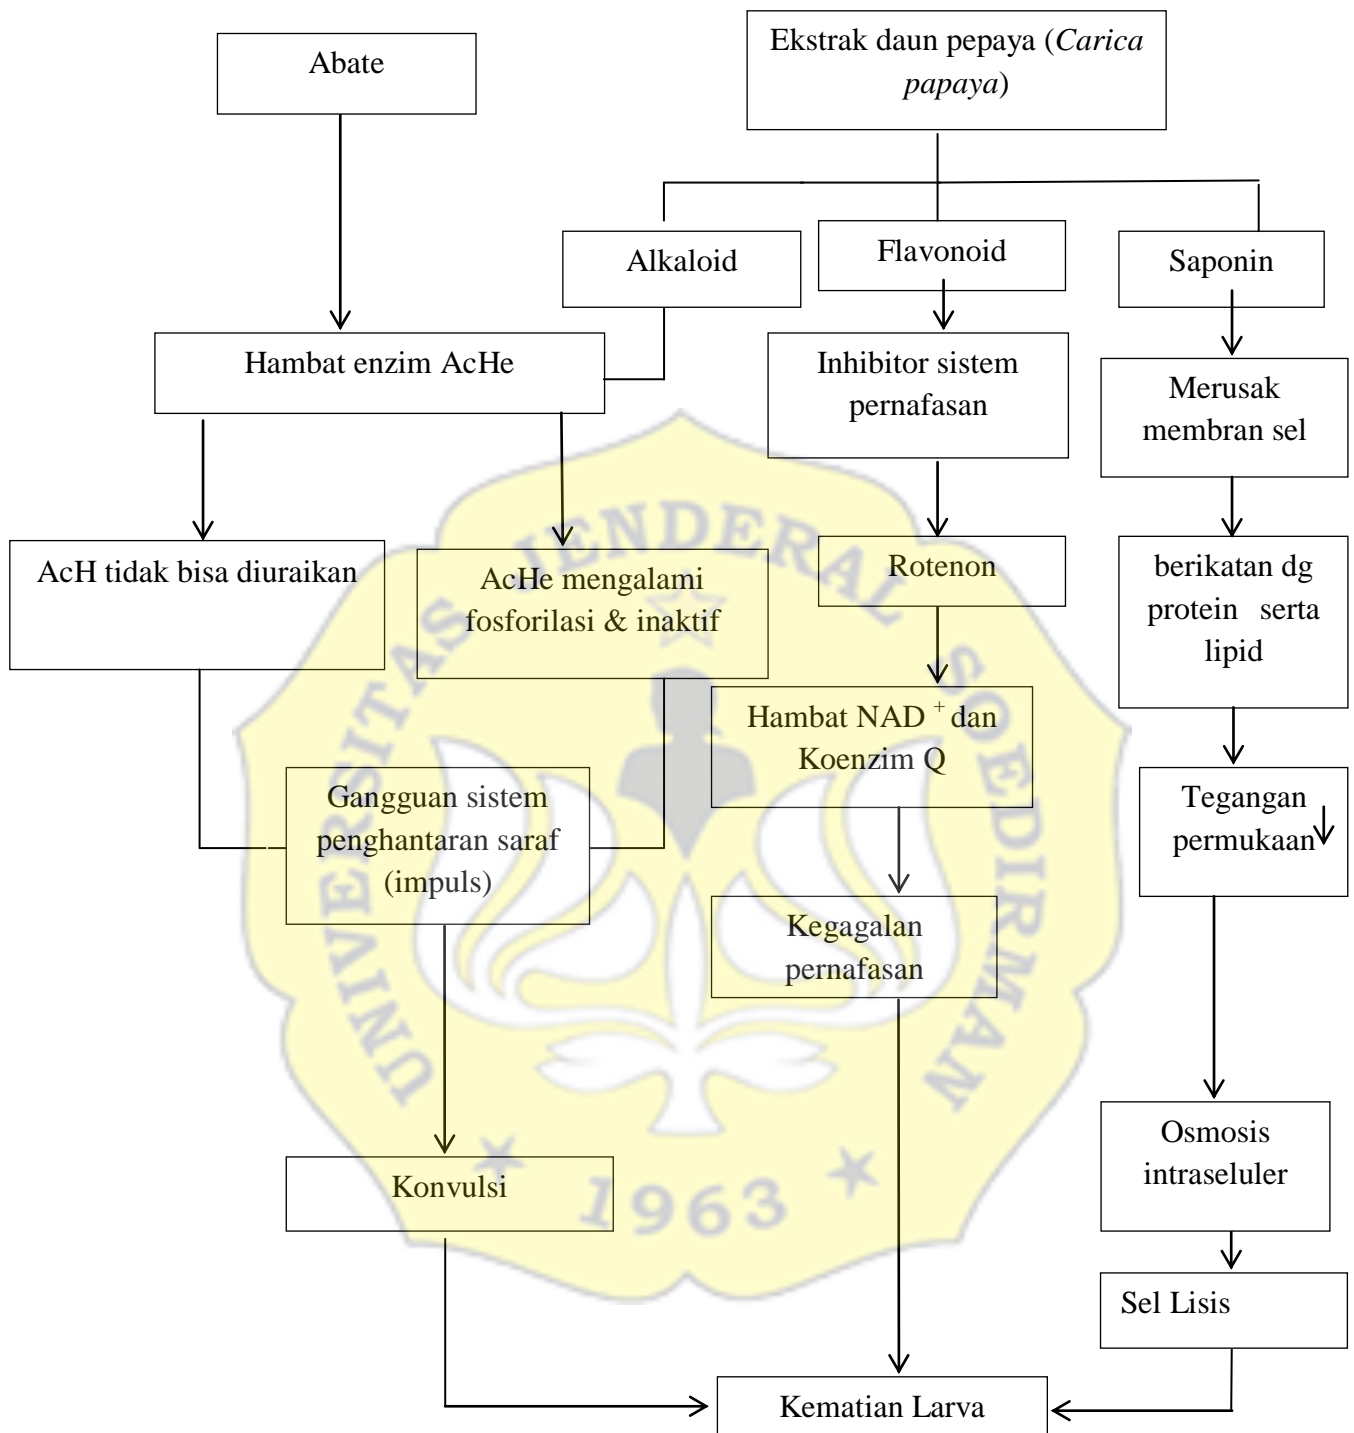 Abate
Ekstrak daun pepaya (Carica
papaya)
Alkaloid
Flavonoid
Saponin
Hambat enzim AcHe
Inhibitor sistem
pernafasan
Merusak
membran sel
AcH tidak bisa diuraikan
AcHe mengalami
fosforilasi & inaktif
Rotenon
berikatan dg
protein serta
lipid
Hambat NAD + dan
Koenzim Q
Gangguan sistem
penghantaran saraf
(impuls)
Tegangan
permukaan
Kegagalan
pernafasan
Osmosis
intraseluler
Konvulsi
Sel Lisis
Kematian Larva
UNIVERSITAS JENDERAL SOEDIRMAN
1963